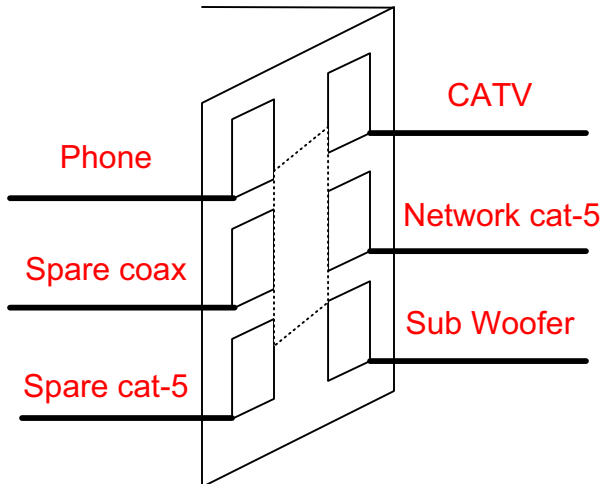 CATV
Phone
Network cat-5
Spare coax
Sub Woofer
Spare cat-5